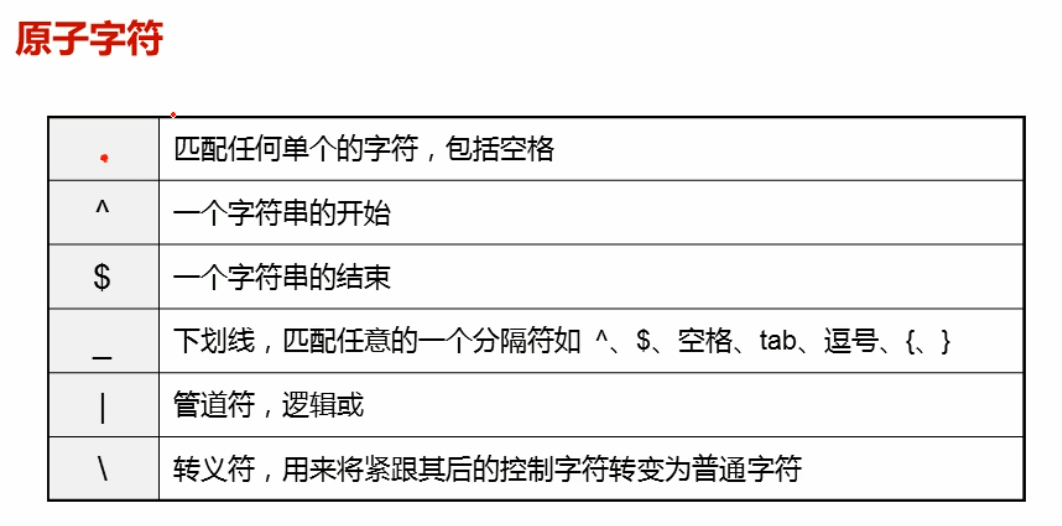 原子字符
. 匹配任何单个的字符，包括空格
^ 一个字符串的开始
$ 一个字符串的结束
_ 下划线，匹配任意的一个分隔符如 ^、$、空格、tab、逗号、{、}
| 管道符，逻辑或
\ 转义符，用来将紧跟其后的控制字符转变为普通字符